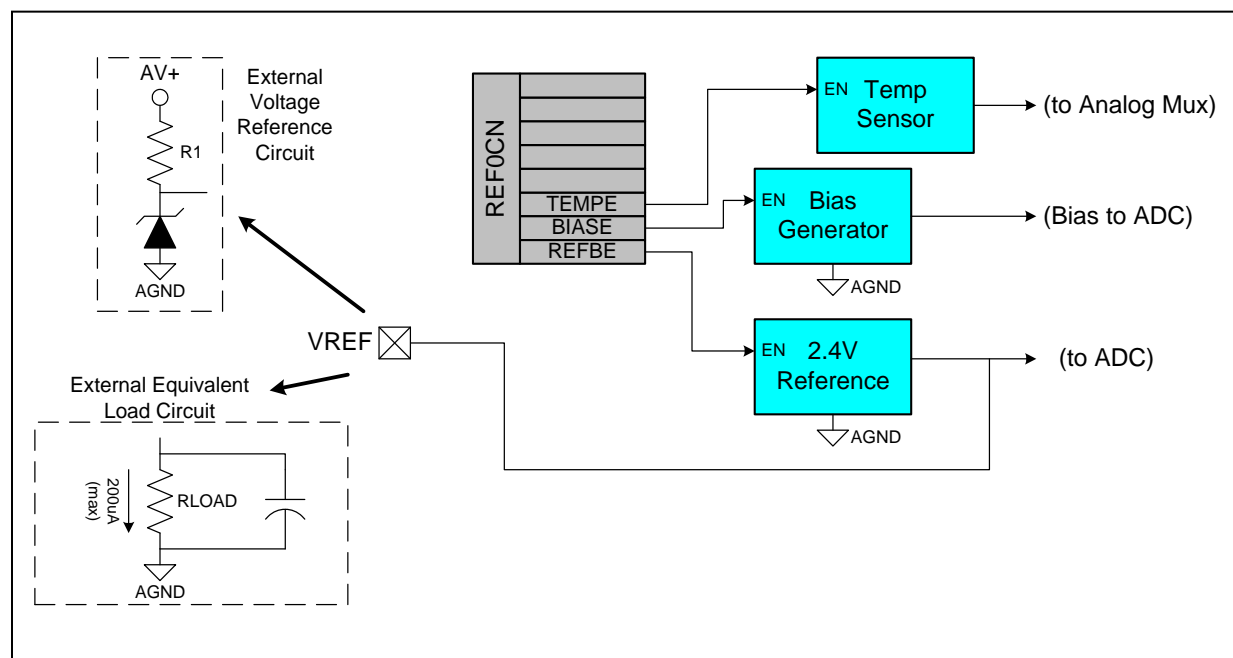 AV+
R1
AGND
External
Voltage
Reference
Circuit
REF0CN
TEMPE
BIASE
REFBE
EN
Temp
Sensor
(to Analog Mux)
EN
Bias
Generator
AGND
(Bias to ADC)
VREF
EN
2.4V
Reference
AGND
(to ADC)
External Equivalent
Load Circuit
200uA
(max)
RLOAD
AGND